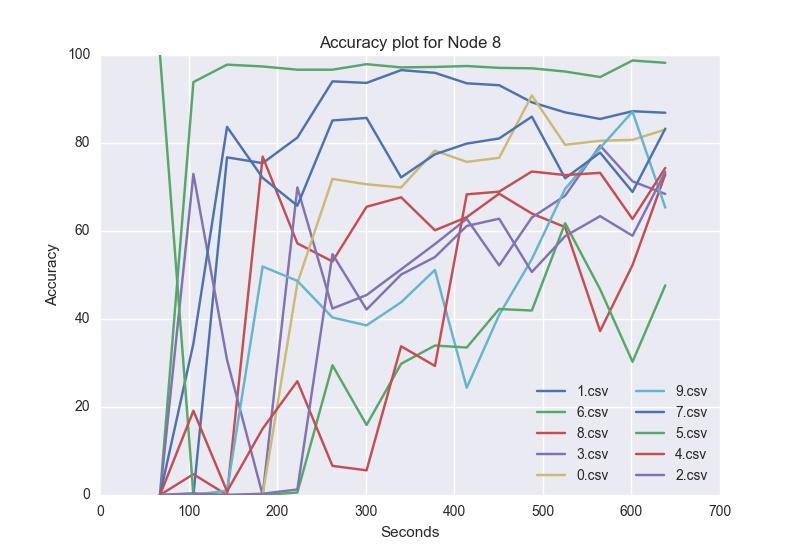 Accuracy plot for Node 8
100
80
60
40
20
0
Accuracy
0 100 200 300 400 500 600 700
Seconds
1.csv
6.csv
8.csv
3.csv
0.csv
9.csv
7.csv
5.csv
4.csv
2.csv